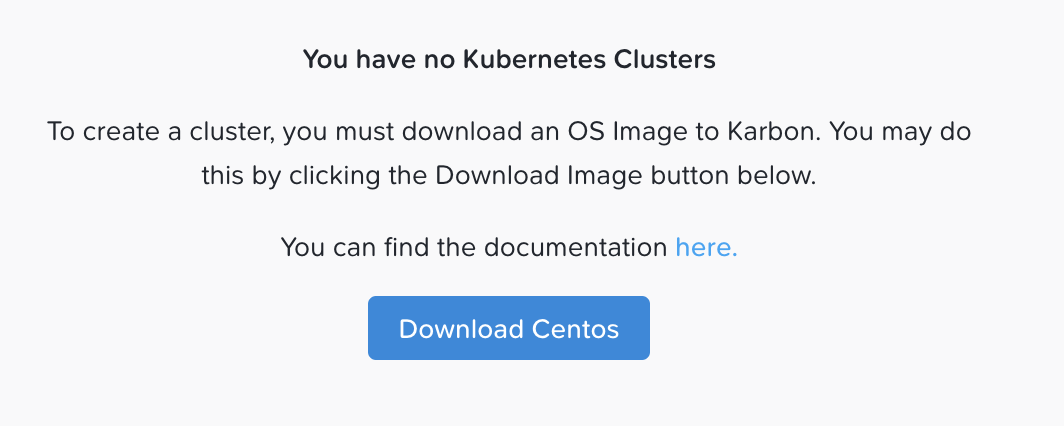 You have no Kubernetes Clusters
To create a cluster, you must download an OS Image to Karbon. You may do
this by clicking the Download Image button below.
You can find the documentation here.
Download Centos